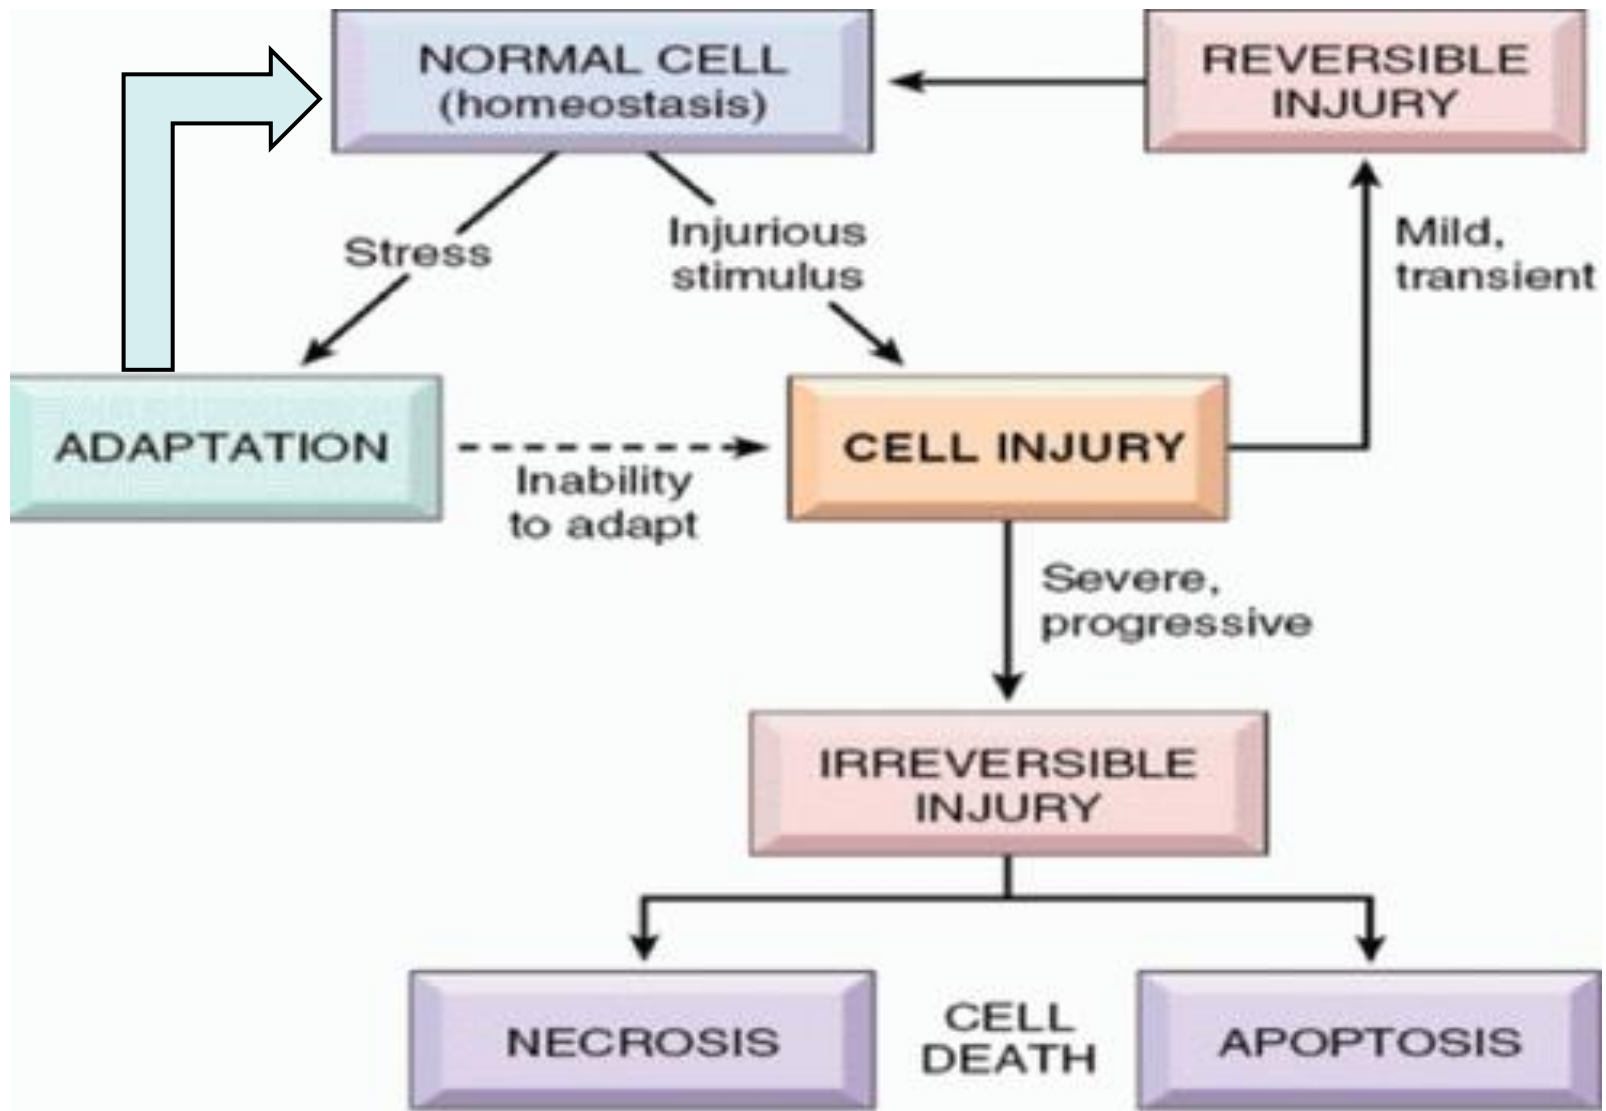 NORMAL CELL
(homeostasis)
REVERSIBLE
INJURY
Stress
Injurious
stimulus
Mild,
transient
ADAPTATION
Inability
to adapt
CELL INJURY
Severe,
progressive
IRREVERSIBLE
INJURY
NECROSIS
CELL
DEATH
APOPTOSIS